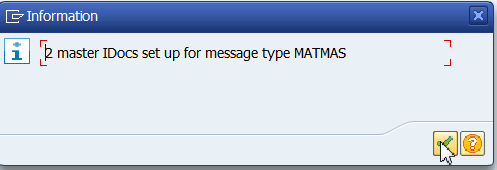 Information
2 master IDocs set up for message type MATMAS